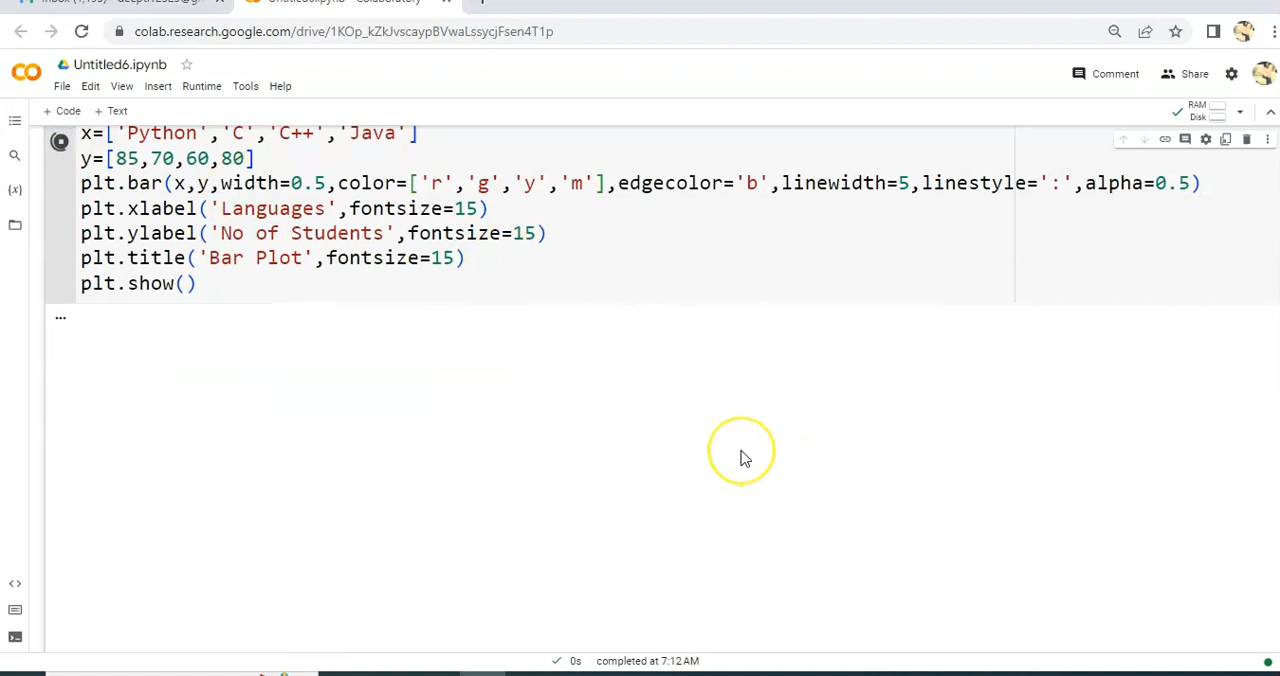 colab.research.google.com/drive/1KOp_kZkJvscaypBVwaLssycjFsen4T1p
Untitled6.ipynb
Comment
Share
File Edit View Insert Runtime Tools Help
+ Code + Text
RAM
Disk
x=['Python','C','C++','Java']
y=[85,70,60,80]
plt.bar(x,y,width=0.5,color=['r','g','y','m'],edgecolor='b',linewidth=5,linestyle=':',alpha=0.5)
plt.xlabel('Languages',fontsize=15)
plt.ylabel('No of Students',fontsize=15)
plt.title('Bar Plot',fontsize=15)
plt.show()
...
0s completed at 7:12 AM